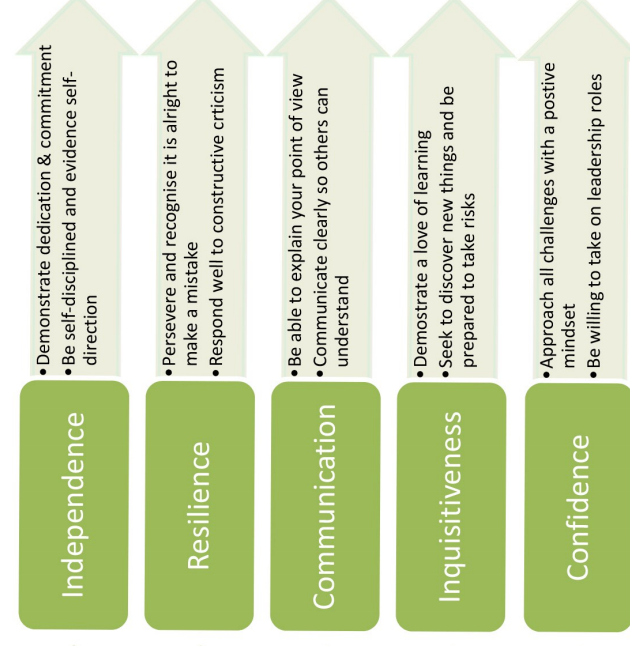 Independence
• Demonstrate dedication & commitment
• Be self-disciplined and evidence self-
direction
Resilience
• Persevere and recognise it is alright to
make a mistake
• Respond well to constructive crticism
Communication
• Be able to explain your point of view
• Communicate clearly so others can
understand
Inquisitiveness
• Demostrate a love of learning
• Seek to discover new things and be
prepared to take risks
Confidence
• Approach all challenges with a postive
mindset
• Be willing to take on leadership roles